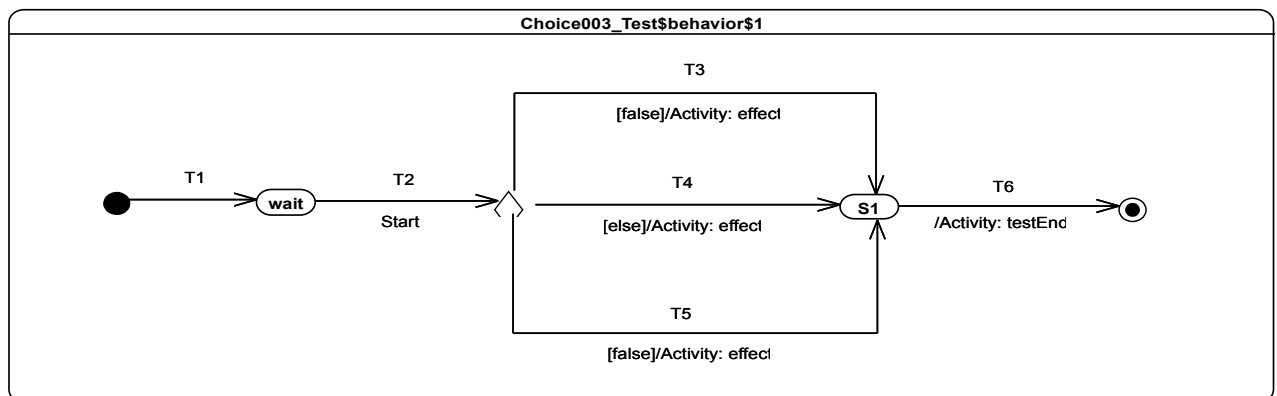 Choice003_Test$behavior$1
T3
[false]/Activity: effect
T1
T2
T4
T6
wait
S1
Start
[else]/Activity: effect
/Activity: testEnd
T5
[false]/Activity: effect